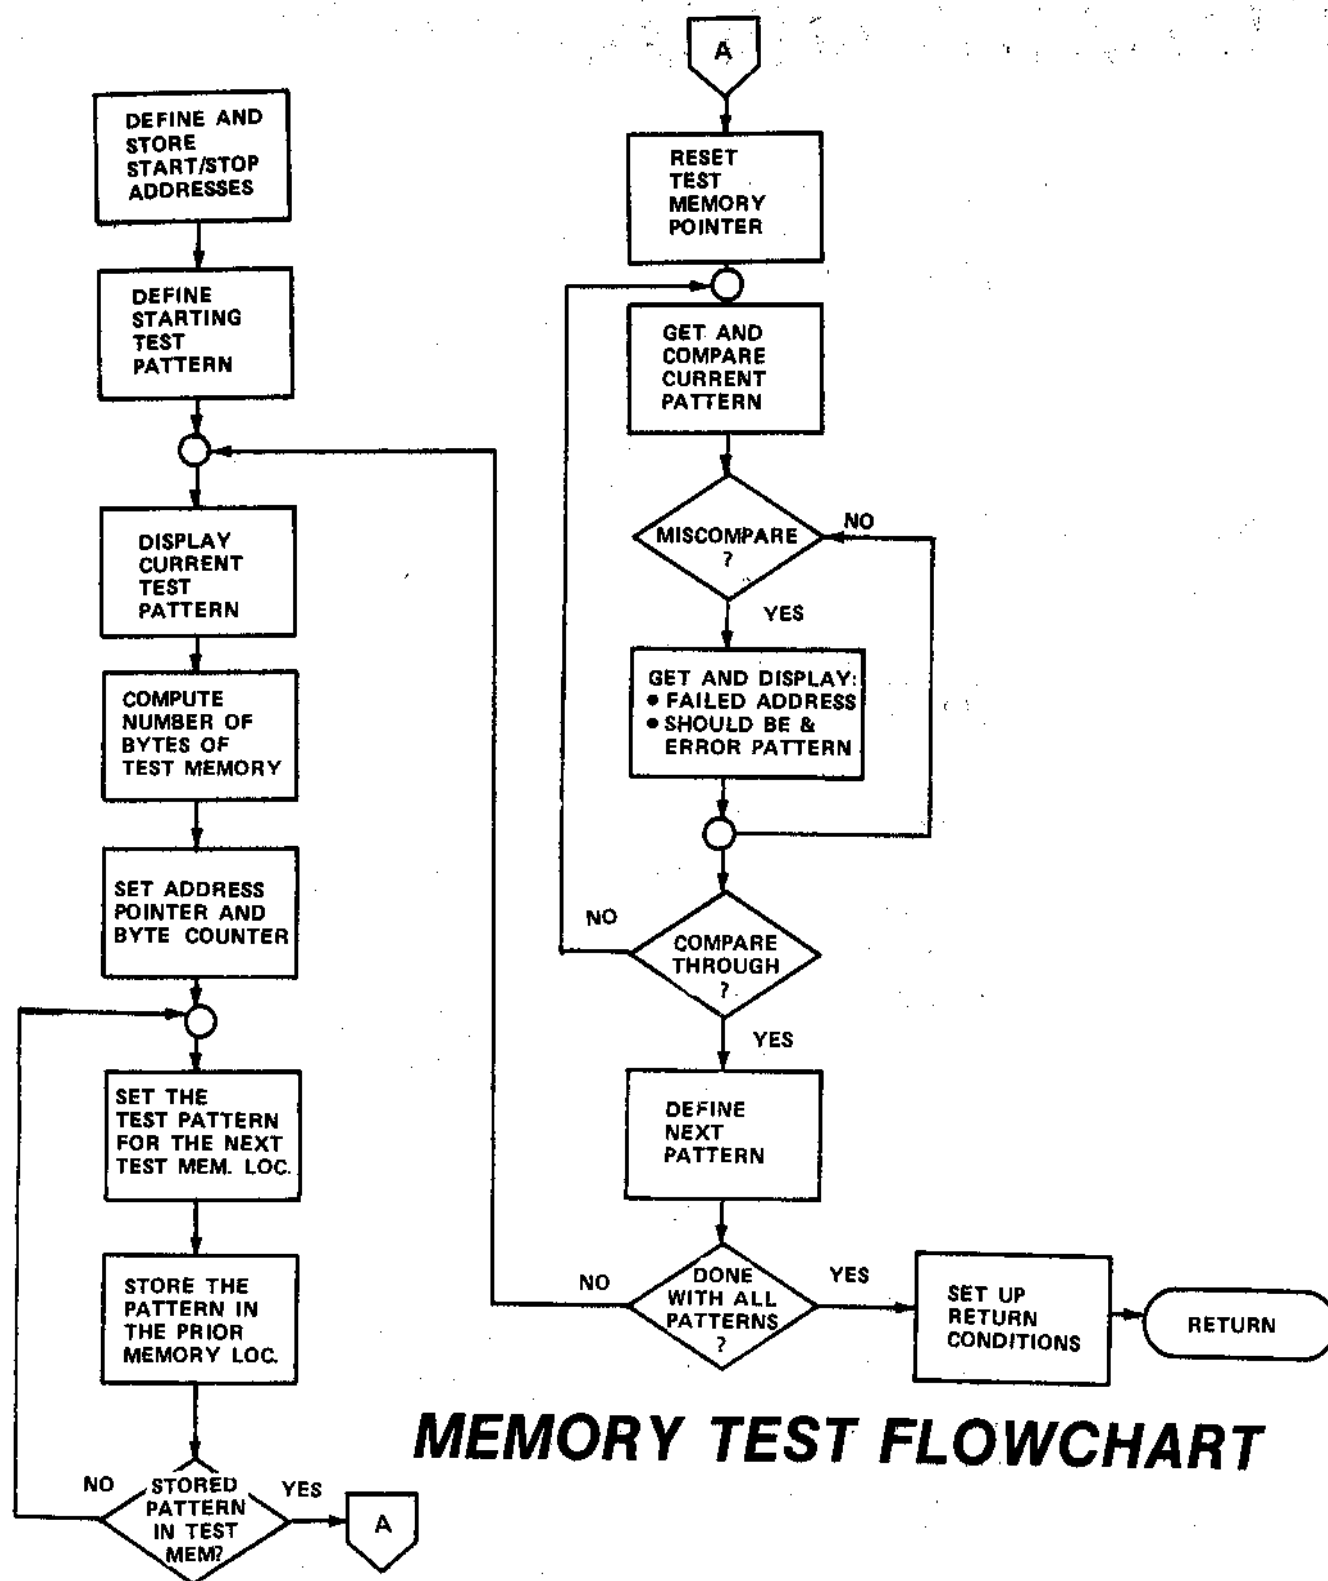 DEFINE AND
STORE
START/STOP
ADDRESSES
DEFINE
STARTING
TEST
PATTERN
DISPLAY
CURRENT
TEST
PATTERN
COMPUTE
NUMBER OF
BYTES OF
TEST MEMORY
SET ADDRESS
POINTER AND
BYTE COUNTER
SET THE
TEST PATTERN
FOR THE NEXT
TEST MEM. LOC.
STORE THE
PATTERN IN
THE PRIOR
MEMORY LOC.
NO
STORED
PATTERN
IN TEST
MEM?
YES
A
A
RESET
TEST
MEMORY
POINTER
GET AND
COMPARE
CURRENT
PATTERN
MISCOMPARE
?
NO
YES
GET AND DISPLAY:
● FAILED ADDRESS
● SHOULD BE &
ERROR PATTERN
NO
COMPARE
THROUGH
?
YES
DEFINE
NEXT
PATTERN
NO
DONE
WITH ALL
PATTERNS
?
YES
SET UP
RETURN
CONDITIONS
RETURN
MEMORY TEST FLOWCHART